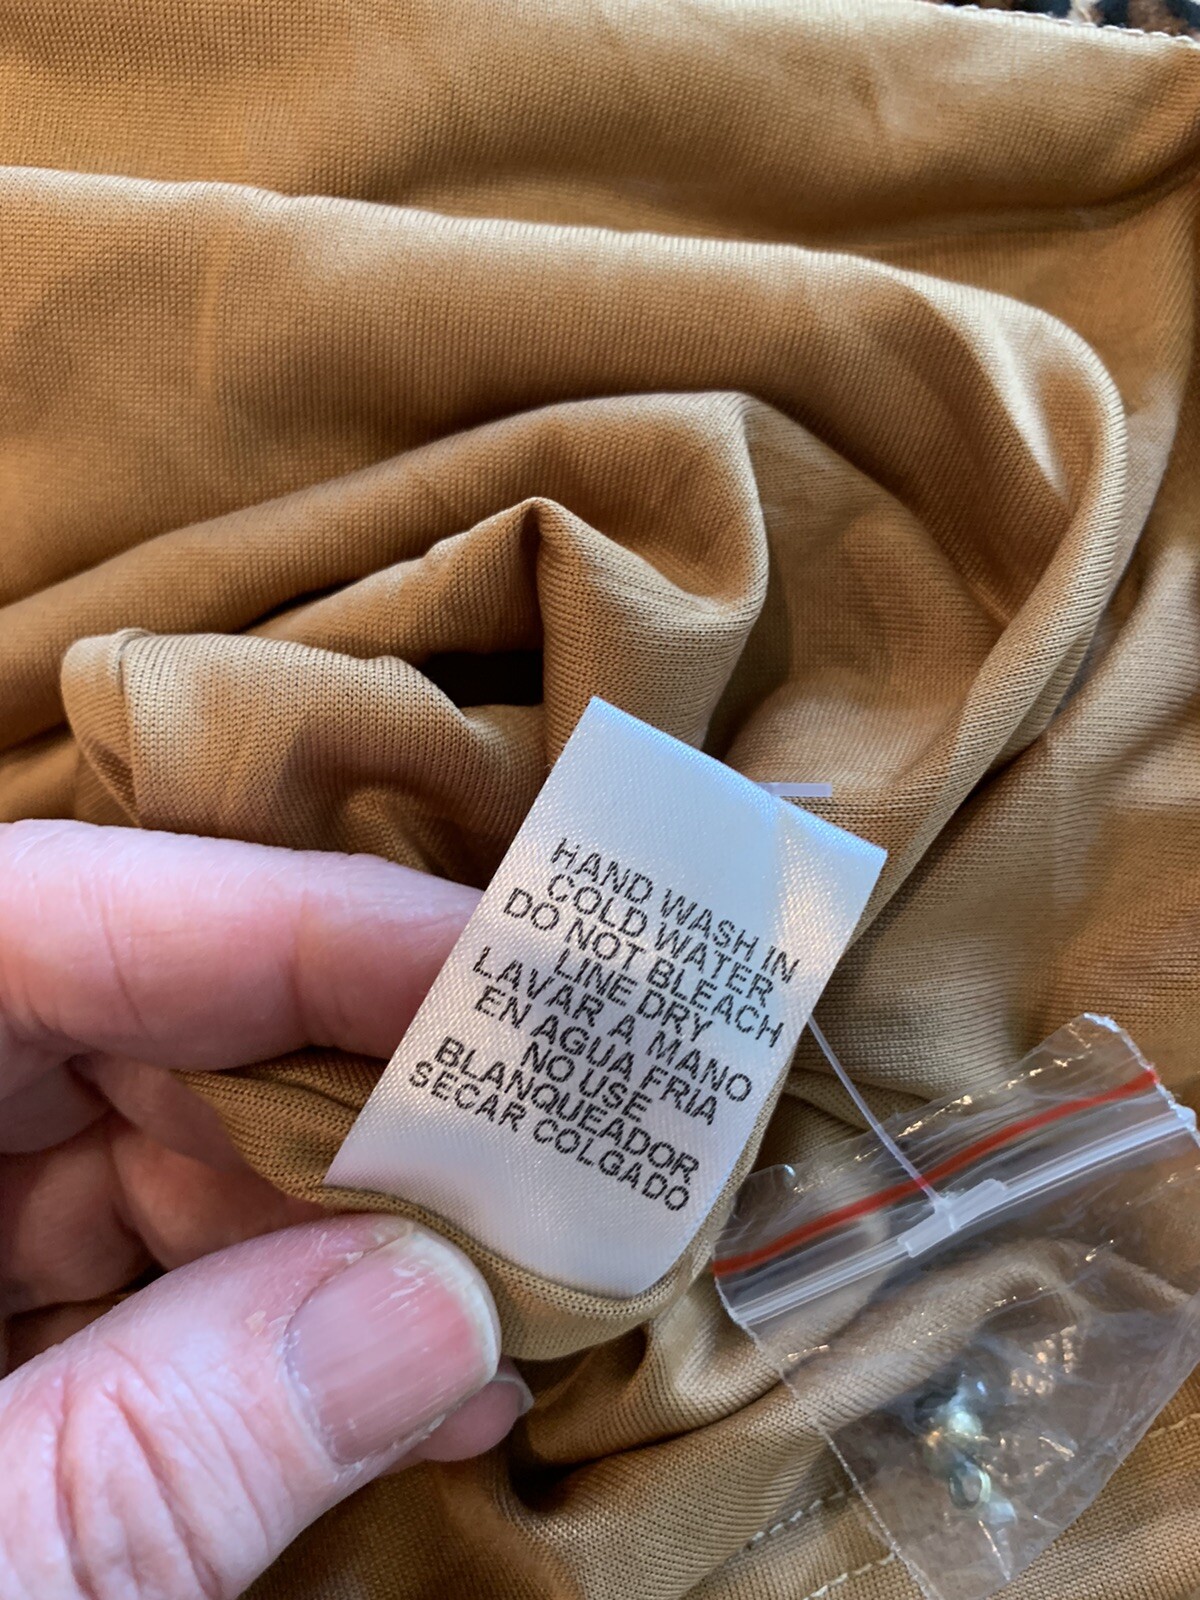 HAND WASH IN
COLD WATER
DO NOT BLEACH
LINE DRY
LAVAR A MANO
EN AGUA FRIA
NO USE
BLANQUEADOR
SECAR COLGADO